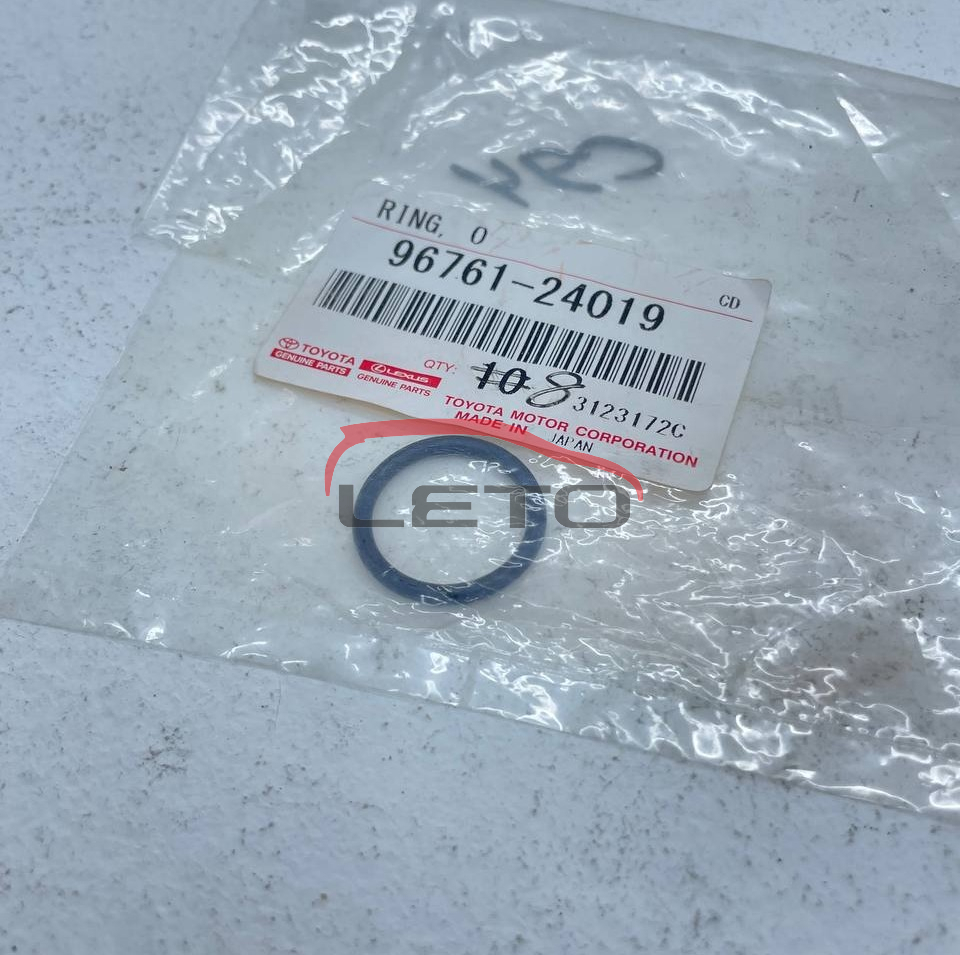 RING, O
96761-24019
CD
TOYOTA
GENUINE PARTS
LEXUS
GENUINE PARTS
QTY: 10 8
3123172C
TOYOTA MOTOR CORPORATION
MADE IN JAPAN
LETO